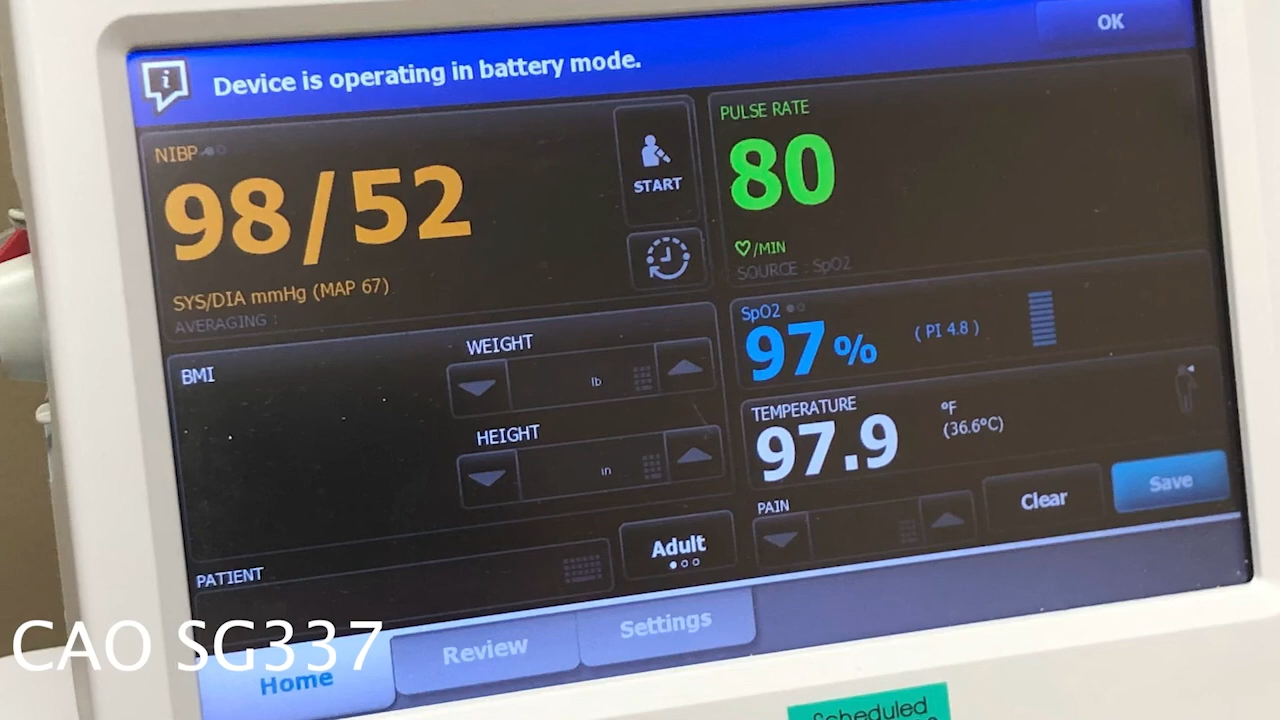 OK
Device is operating in battery mode.
NIBP
98/52
SYS/DIA mmHg (MAP 67)
AVERAGING :
START
PULSE RATE
80
/MIN
SOURCE : SpO2
SpO2
97%
( PI 4.8 )
BMI
WEIGHT
lb
HEIGHT
in
TEMPERATURE
97.9
°F
(36.6°C)
PAIN
Clear
Save
PATIENT
Adult
Home
Review
Settings
CAO SG337
Scheduled